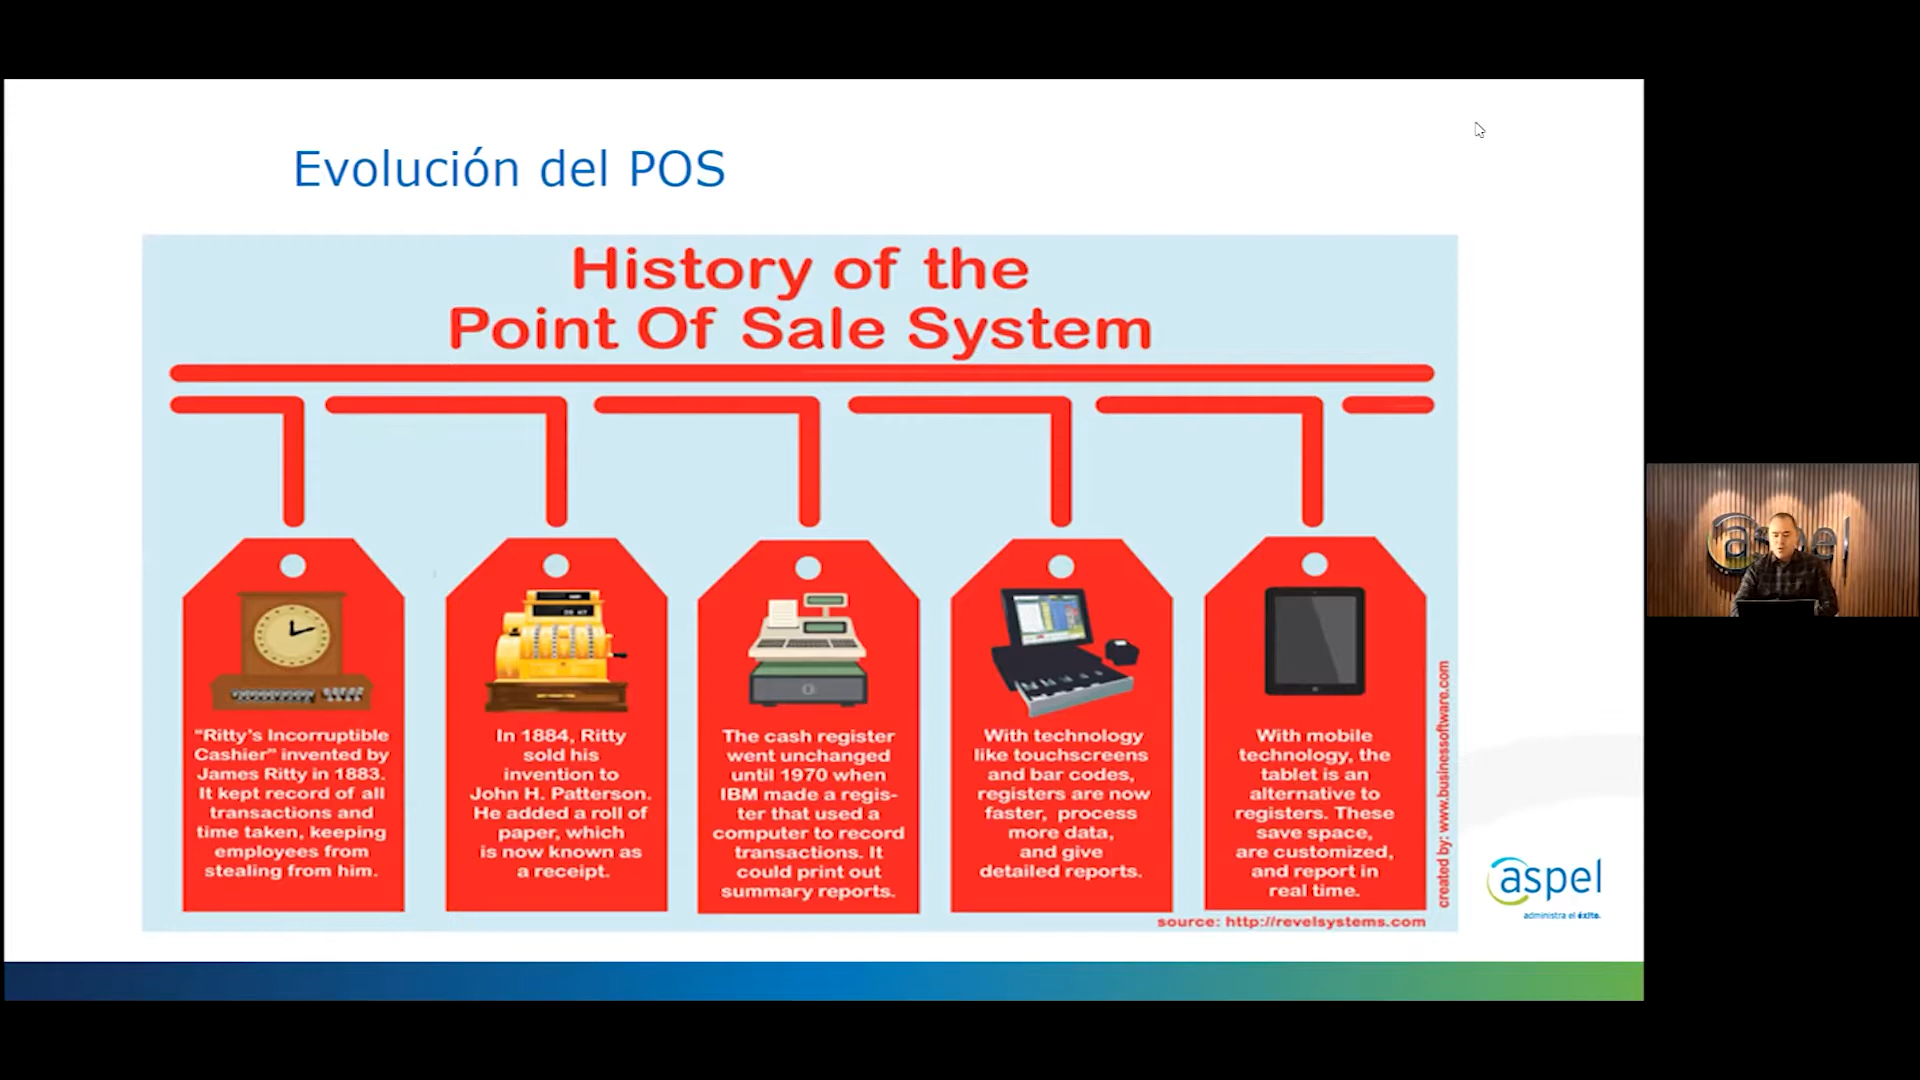 Evolución del POS
History of the
Point Of Sale System
"Ritty's Incorruptible
Cashier" invented by
James Ritty in 1883.
It kept record of all
transactions and
time taken, keeping
employees from
stealing from him.
In 1884, Ritty
sold his
invention to
John H. Patterson.
He added a roll of
paper, which
is now known as
a receipt.
The cash register
went unchanged
until 1970 when
IBM made a regis-
ter that used a
computer to record
transactions. It
could print out
summary reports.
With technology
like touchscreens
and bar codes,
registers are now
faster, process
more data,
and give
detailed reports.
With mobile
technology, the
tablet is an
alternative to
registers. These
save space,
are customized,
and report in
real time.
created by: www.businessoftware.com
source: http://revelsystems.com
aspel
administra el éxito.